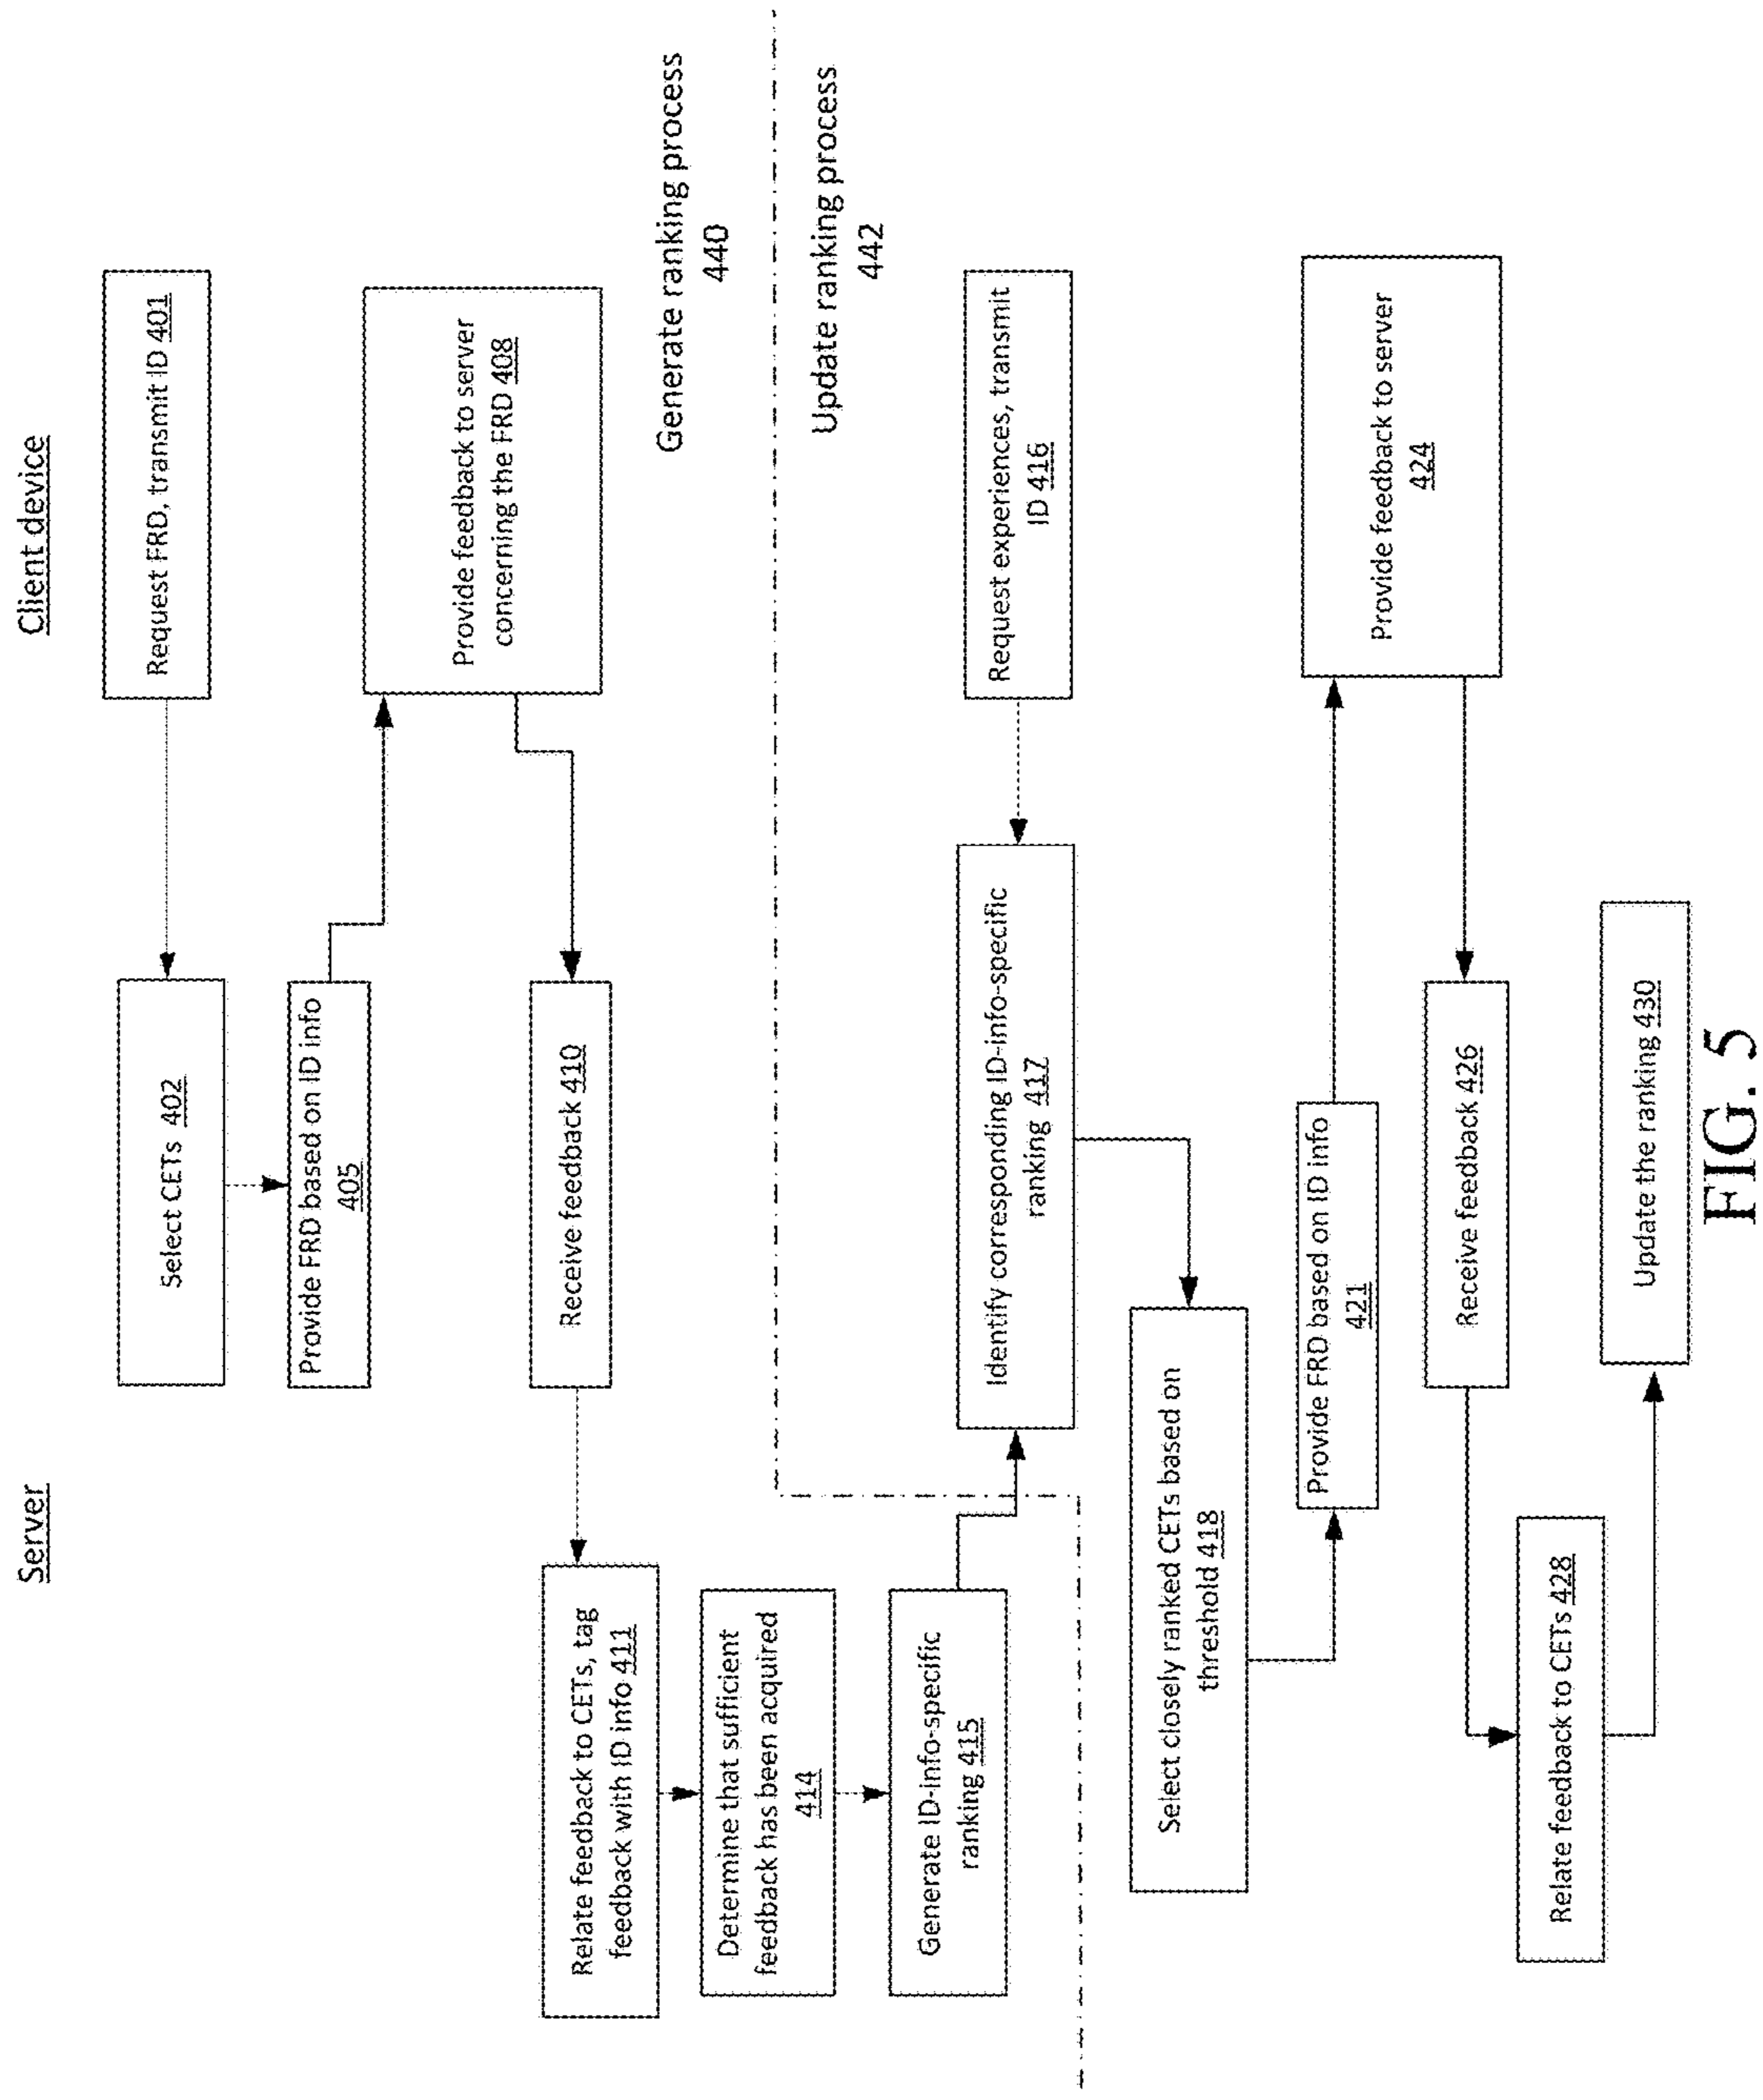 Server
Client device
Request FRD, transmit ID 401
Select CETs 402
Provide FRD based on ID info
405
Provide feedback to server
concerning the FRD 408
Receive feedback 410
Relate feedback to CETs, tag
feedback with ID info 411
Determine that sufficient
feedback has been acquired
414
Generate ID-info-specific
ranking 415
Generate ranking process
440
Update ranking process
442
Request experiences, transmit
ID 416
Identify corresponding ID-info-specific
ranking 417
Select closely ranked CETs based on
threshold 418
Provide FRD based on ID info
421
Provide feedback to server
424
Receive feedback 426
Relate feedback to CETs 428
Update the ranking 430
FIG. 5